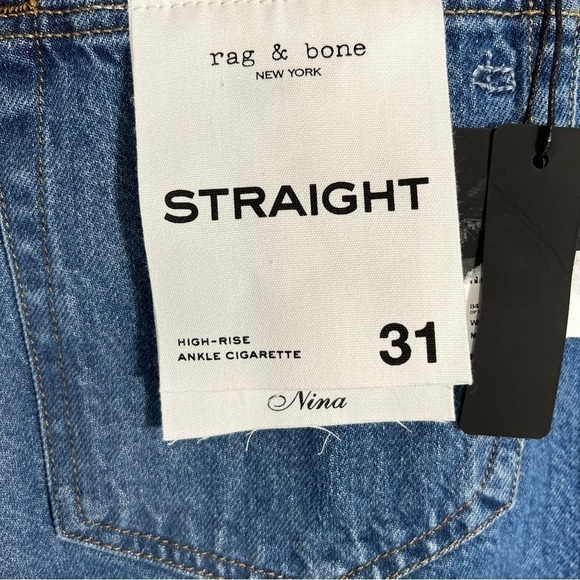 rag & bone
NEW YORK
STRAIGHT
HIGH-RISE
ANKLE CIGARETTE
31
Nina